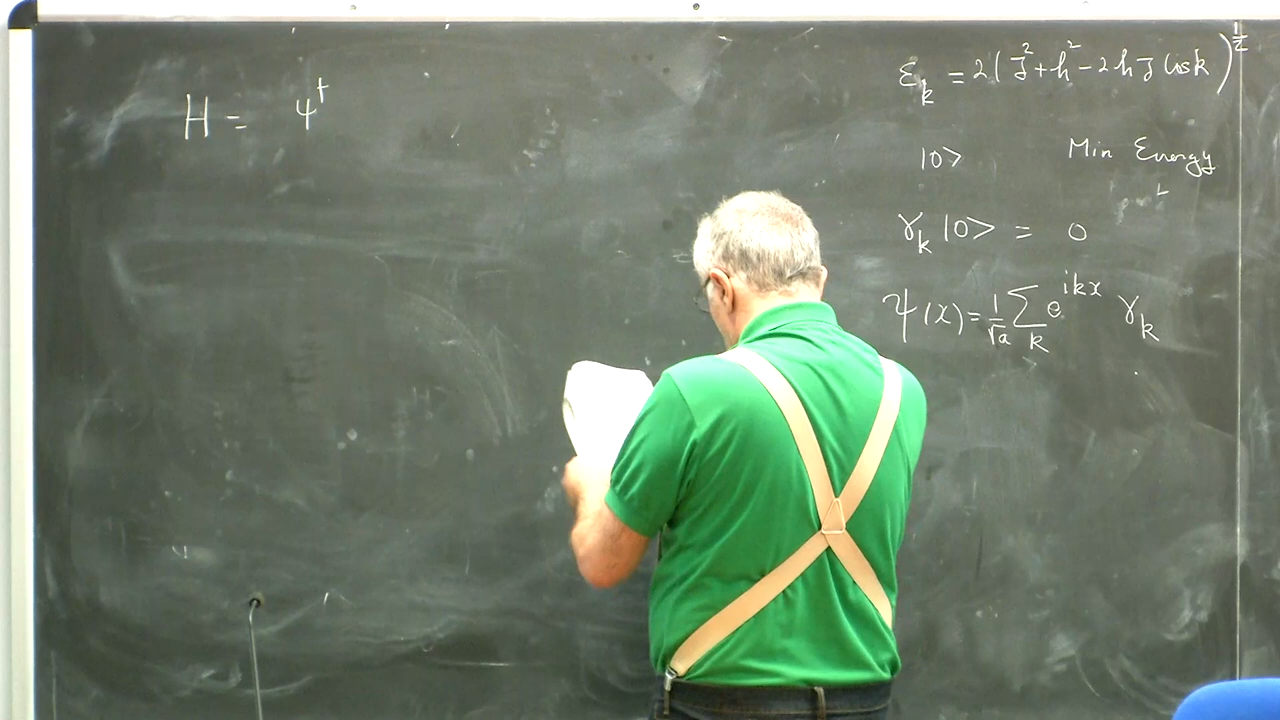 H = ψ†
ε_k = 2(J² + h² − 2hJ cos k)^{1/2}
|0> Min Energy
γ_k |0> = 0
ψ(x) = 1/√a Σ_k e^{ikx} γ_k